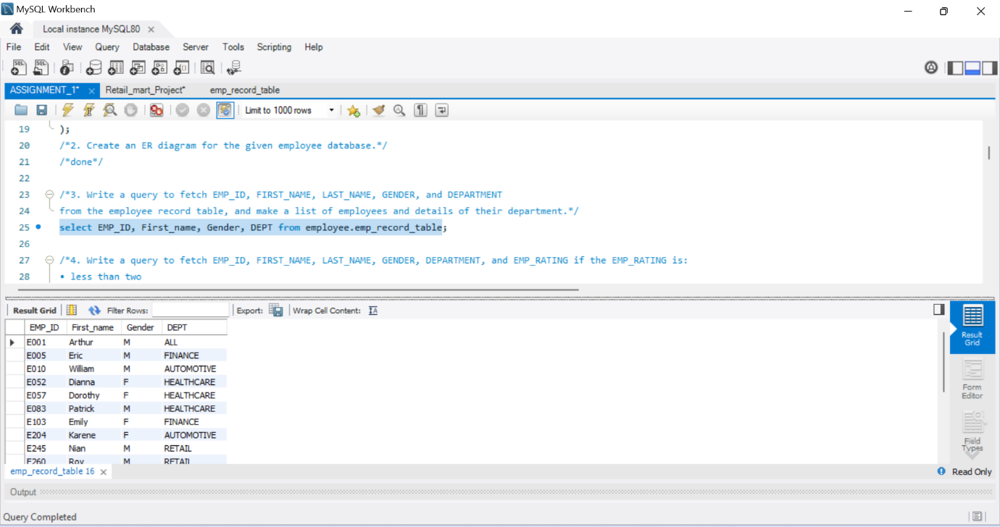 MySQL Workbench
Local instance MySQL80
File Edit View Query Database Server Tools Scripting Help
ASSIGNMENT_1* Retail_mart_Project* emp_record_table
Limit to 1000 rows
19 );
20 /*2. Create an ER diagram for the given employee database.*/
21 /*done*/
22
23 /*3. Write a query to fetch EMP_ID, FIRST_NAME, LAST_NAME, GENDER, and DEPARTMENT
24 from the employee record table, and make a list of employees and details of their department.*/
25 select EMP_ID, First_name, Gender, DEPT from employee.emp_record_table;
26
27 /*4. Write a query to fetch EMP_ID, FIRST_NAME, LAST_NAME, GENDER, DEPARTMENT, and EMP_RATING if the EMP_RATING is:
28 • less than two
Result Grid Filter Rows: Export: Wrap Cell Content:
EMP_ID First_name Gender DEPT
E001 Arthur M ALL
E005 Eric M FINANCE
E010 William M AUTOMOTIVE
E052 Dianna F HEALTHCARE
E057 Dorothy F HEALTHCARE
E083 Patrick M HEALTHCARE
E103 Emily F FINANCE
E204 Karene F AUTOMOTIVE
E245 Nian M RETAIL
E260 Roy M RETAIL
Result
Grid
Form
Editor
Field
Types
emp_record_table 16
Read Only
Output
Query Completed